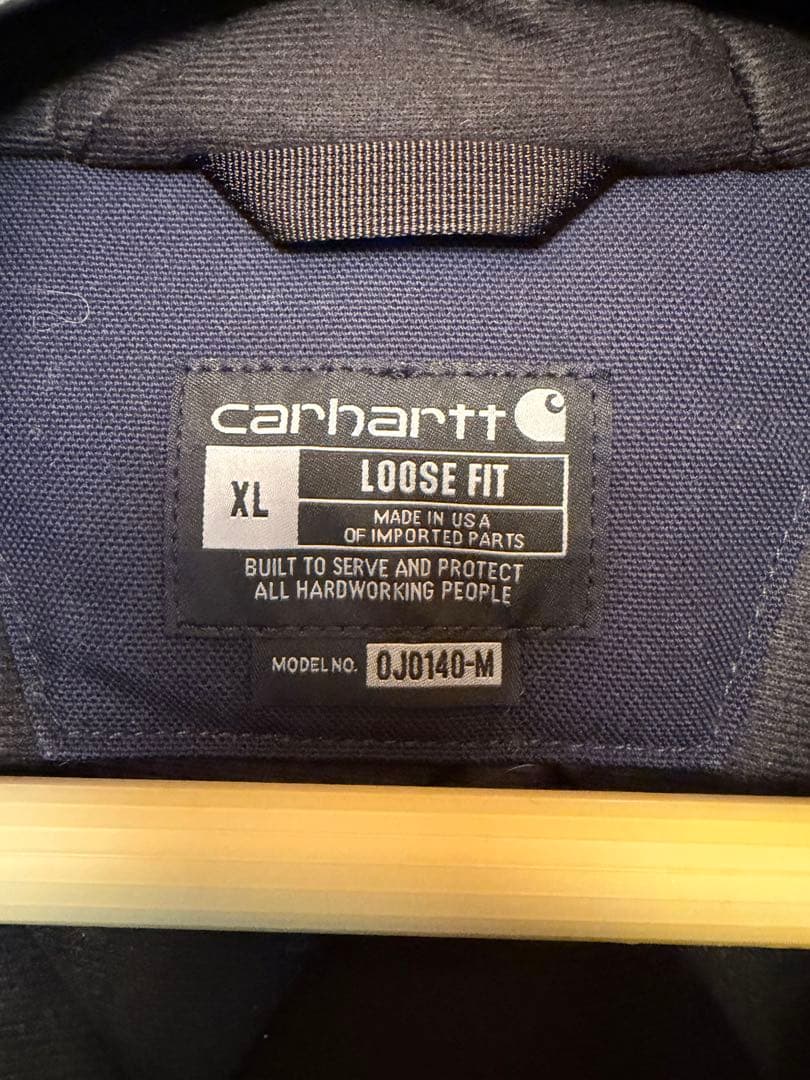 carhartt
XL
LOOSE FIT
MADE IN USA
OF IMPORTED PARTS
BUILT TO SERVE AND PROTECT
ALL HARDWORKING PEOPLE
MODEL NO. 0J0140-M